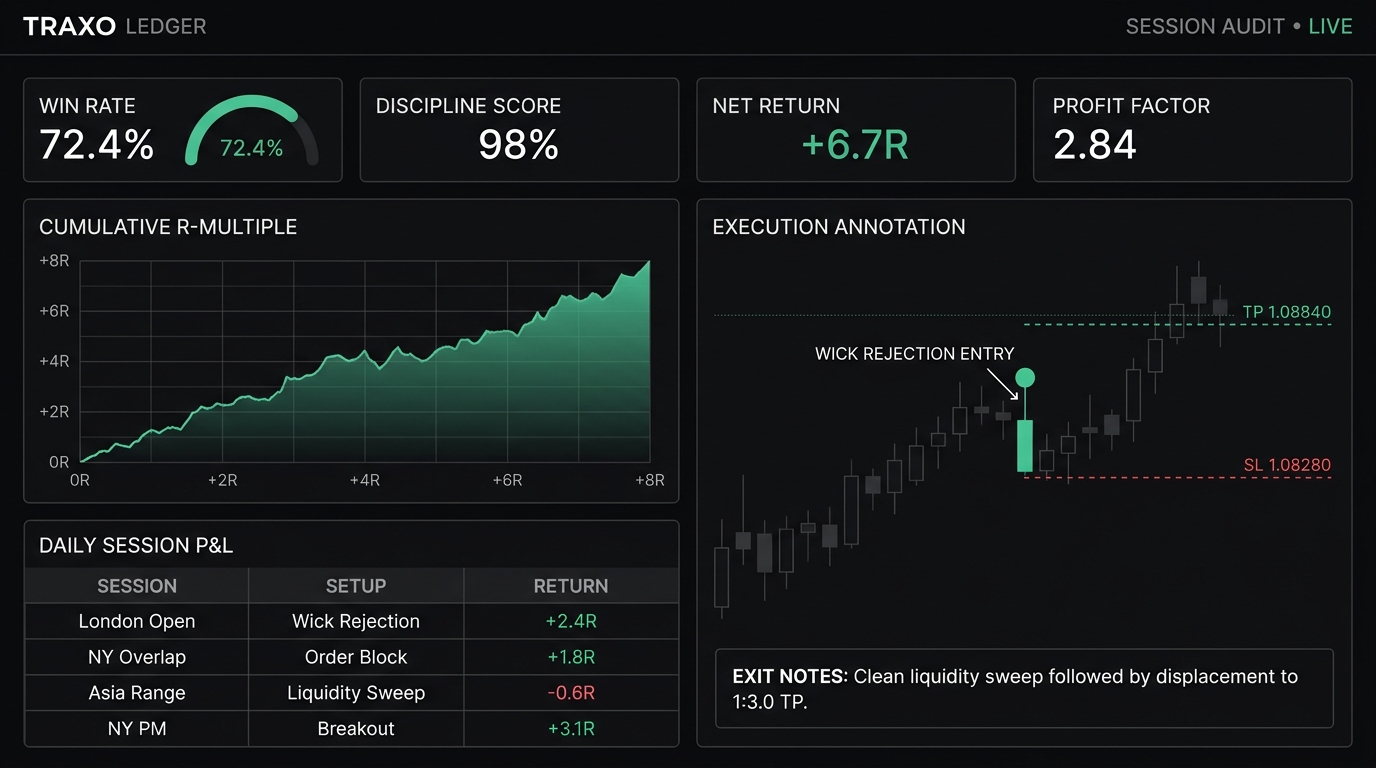 TRAXO LEDGER
SESSION AUDIT • LIVE
WIN RATE
72.4%
72.4%
DISCIPLINE SCORE
98%
NET RETURN
+6.7R
PROFIT FACTOR
2.84
CUMULATIVE R-MULTIPLE
+8R
+6R
+4R
+2R
0R
0R +2R +4R +6R +8R
DAILY SESSION P&L
SESSION SETUP RETURN
London Open Wick Rejection +2.4R
NY Overlap Order Block +1.8R
Asia Range Liquidity Sweep -0.6R
NY PM Breakout +3.1R
EXECUTION ANNOTATION
TP 1.08840
WICK REJECTION ENTRY
SL 1.08280
EXIT NOTES: Clean liquidity sweep followed by displacement to
1:3.0 TP.